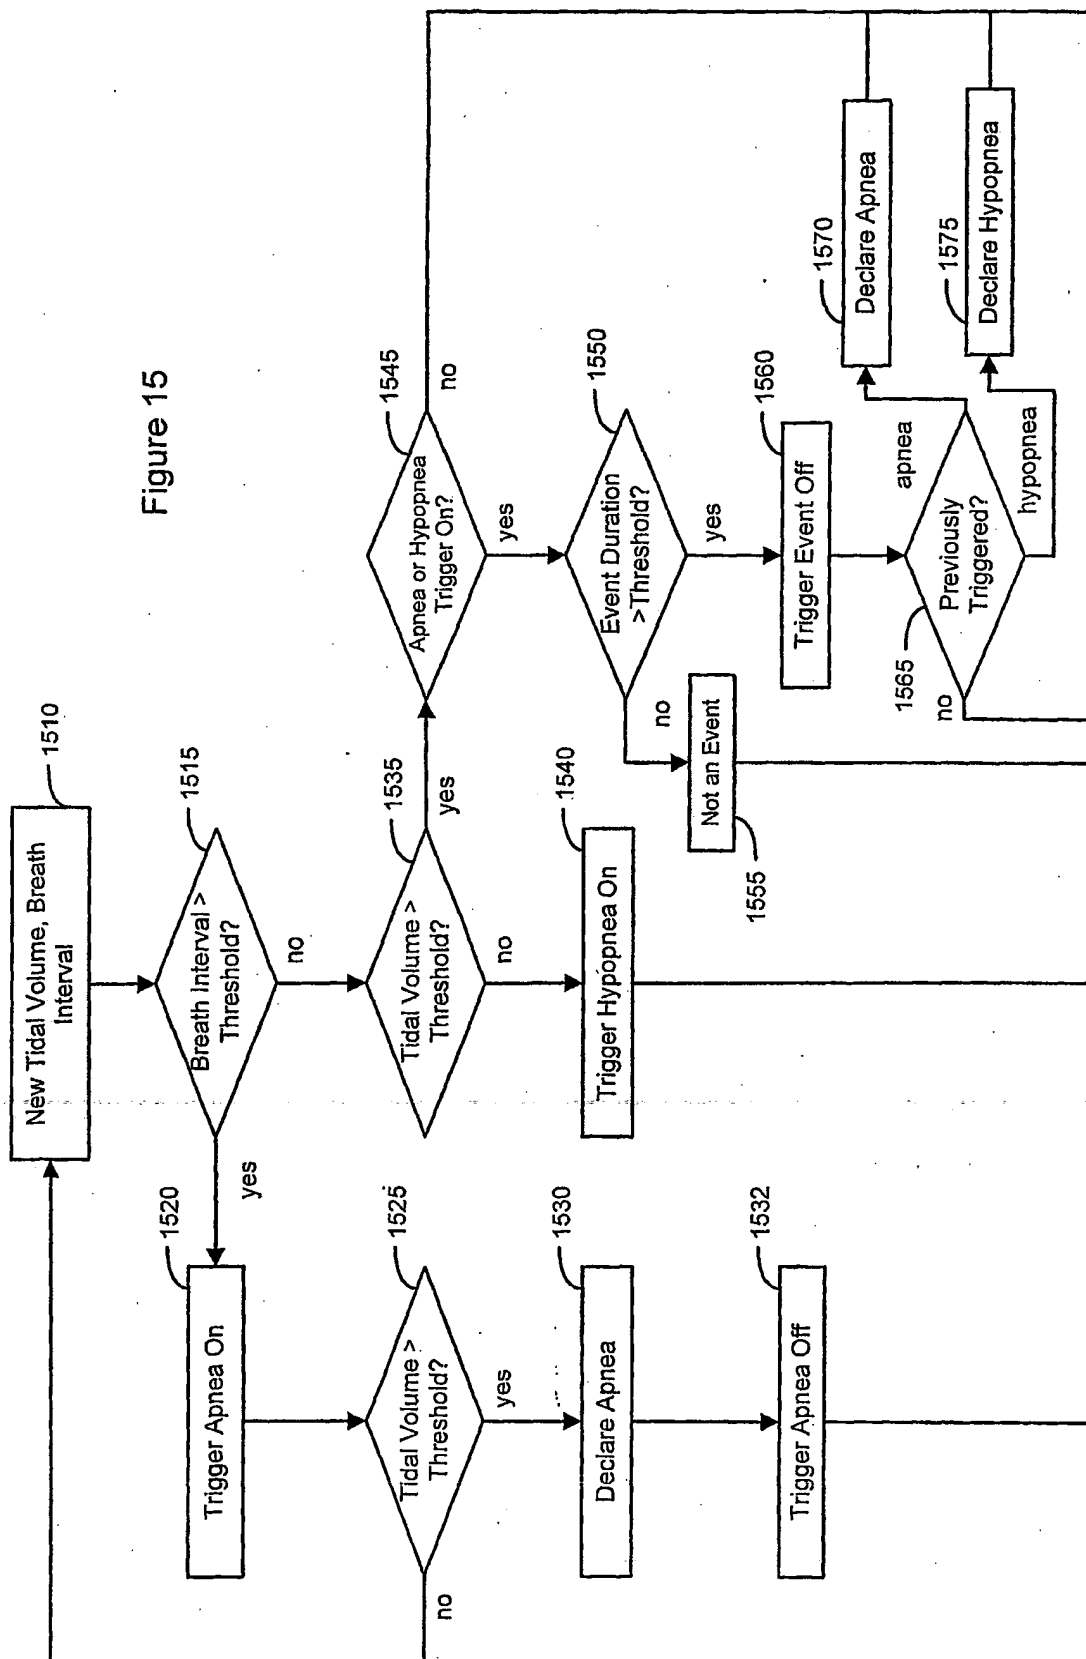 Figure 15
New Tidal Volume, Breath
Interval
1510
Breath Interval >
Threshold?
1515
yes
no
Trigger Apnea On
1520
Tidal Volume >
Threshold?
1525
no
yes
Declare Apnea
1530
Trigger Apnea Off
1532
Tidal Volume >
Threshold?
1535
yes
no
Trigger Hypopnea On
1540
Apnea or Hypopnea
Trigger On?
1545
no
yes
Event Duration
>Threshold?
1550
no
yes
Not an Event
1555
Trigger Event Off
1560
Previously
Triggered?
1565
no
apnea
hypopnea
Declare Apnea
1570
Declare Hypopnea
1575